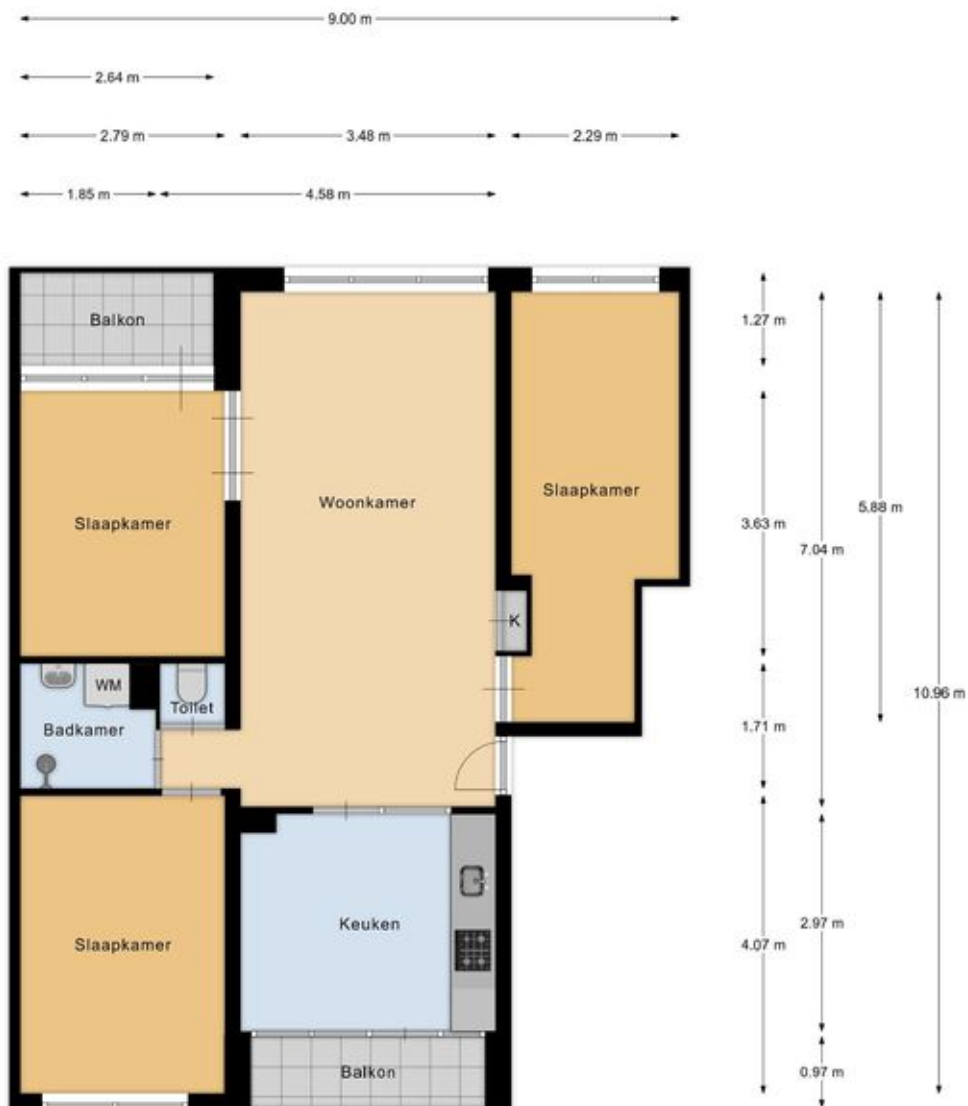 9.00 m
2.64 m
2.79 m
3.48 m
2.29 m
1.85 m
4.58 m
Balkon
1.27 m
Slaapkamer
Woonkamer
Slaapkamer
5.88 m
3.63 m
7.04 m
K
WM
Toilet
Badkamer
10.96 m
1.71 m
Keuken
2.97 m
Slaapkamer
4.07 m
Balkon
0.97 m